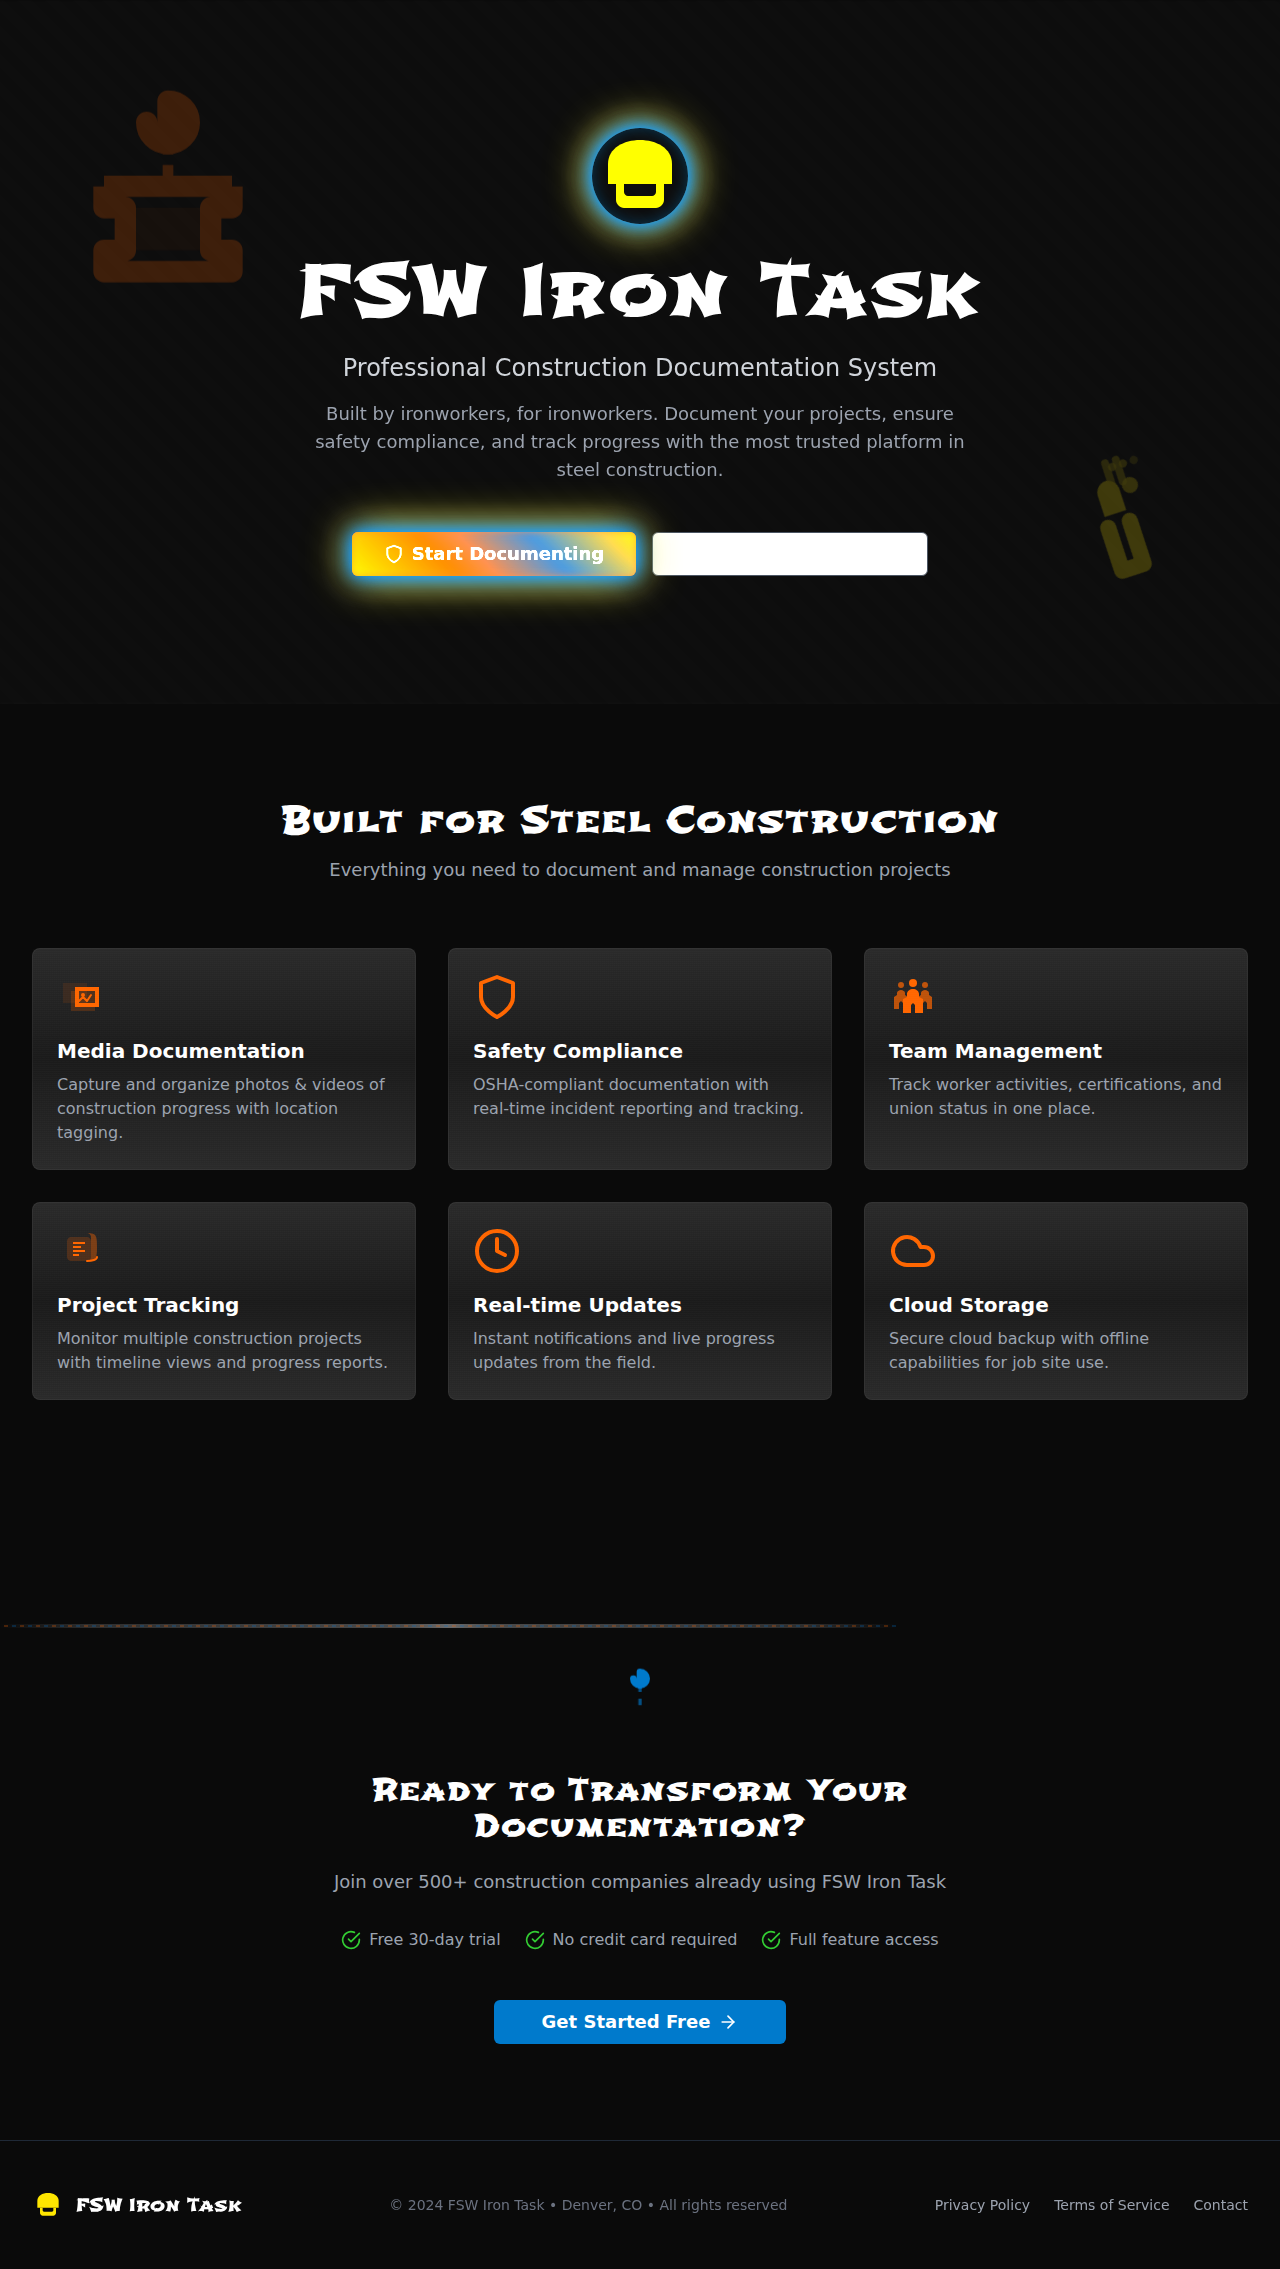 FSW Iron Task
Professional Construction Documentation System
Built by ironworkers, for ironworkers. Document your projects, ensure
safety compliance, and track progress with the most trusted platform in
steel construction.
Start Documenting
Built for Steel Construction
Everything you need to document and manage construction projects
Media Documentation
Capture and organize photos & videos of
construction progress with location
tagging.
Safety Compliance
OSHA-compliant documentation with
real-time incident reporting and tracking.
Team Management
Track worker activities, certifications, and
union status in one place.
Project Tracking
Monitor multiple construction projects
with timeline views and progress reports.
Real-time Updates
Instant notifications and live progress
updates from the field.
Cloud Storage
Secure cloud backup with offline
capabilities for job site use.
Ready to Transform Your
Documentation?
Join over 500+ construction companies already using FSW Iron Task
Free 30-day trial
No credit card required
Full feature access
Get Started Free
FSW Iron Task
© 2024 FSW Iron Task • Denver, CO • All rights reserved
Privacy Policy
Terms of Service
Contact